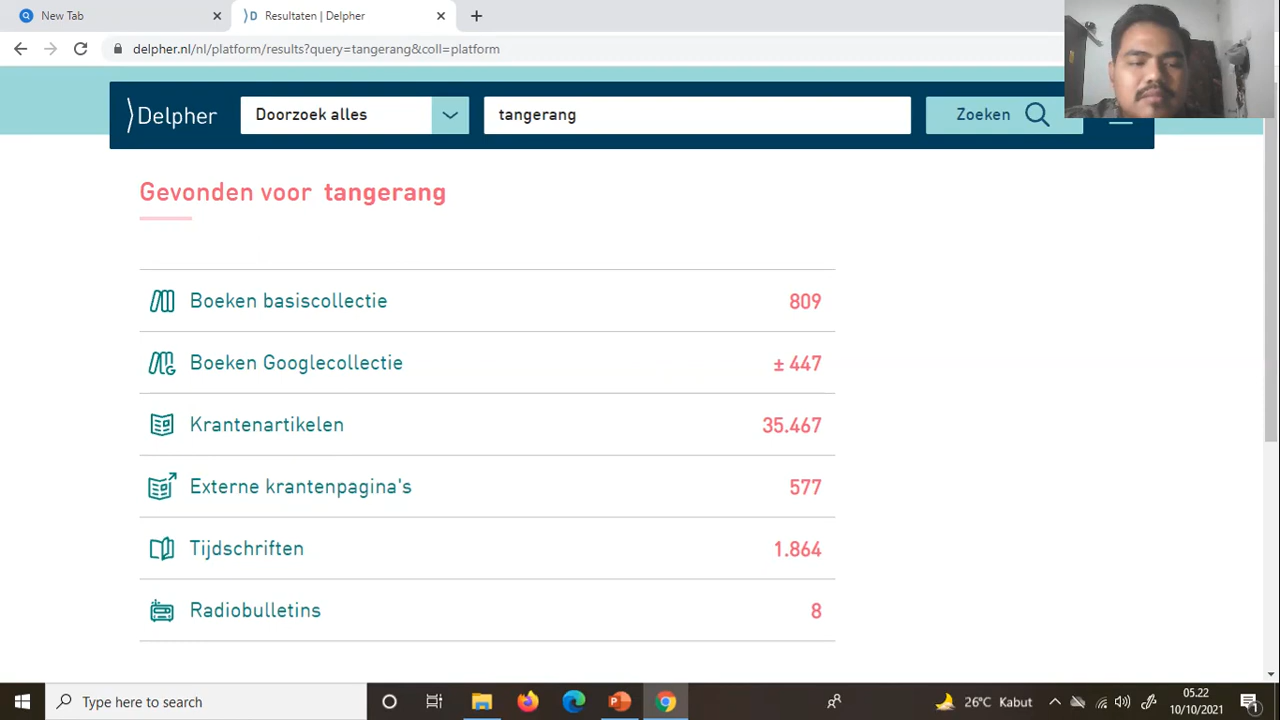 New Tab
Resultaten | Delpher
delpher.nl/nl/platform/results?query=tangerang&coll=platform
Delpher
Doorzoek alles
tangerang
Zoeken
Gevonden voor tangerang
Boeken basiscollectie 809
Boeken Googlecollectie ± 447
Krantenartikelen 35.467
Externe krantenpagina's 577
Tijdschriften 1.864
Radiobulletins 8
Type here to search
26°C Kabut
05.22
10/10/2021
1